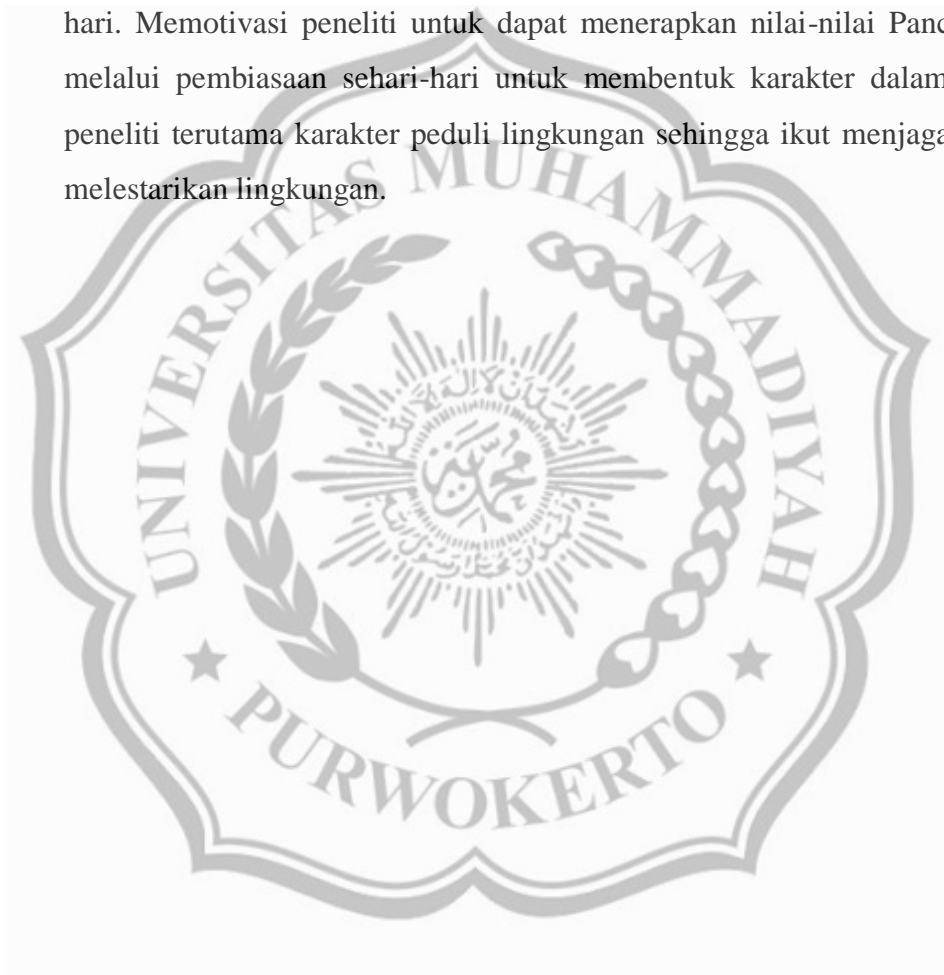 hari. Memotivasi peneliti untuk dapat menerapkan nilai-nilai Panc
melalui pembiasaan sehari-hari untuk membentuk karakter dalam
peneliti terutama karakter peduli lingkungan sehingga ikut menjaga
melestarikan lingkungan.
UNIVERSITAS MUHAMMADIYAH
PURWOKERTO